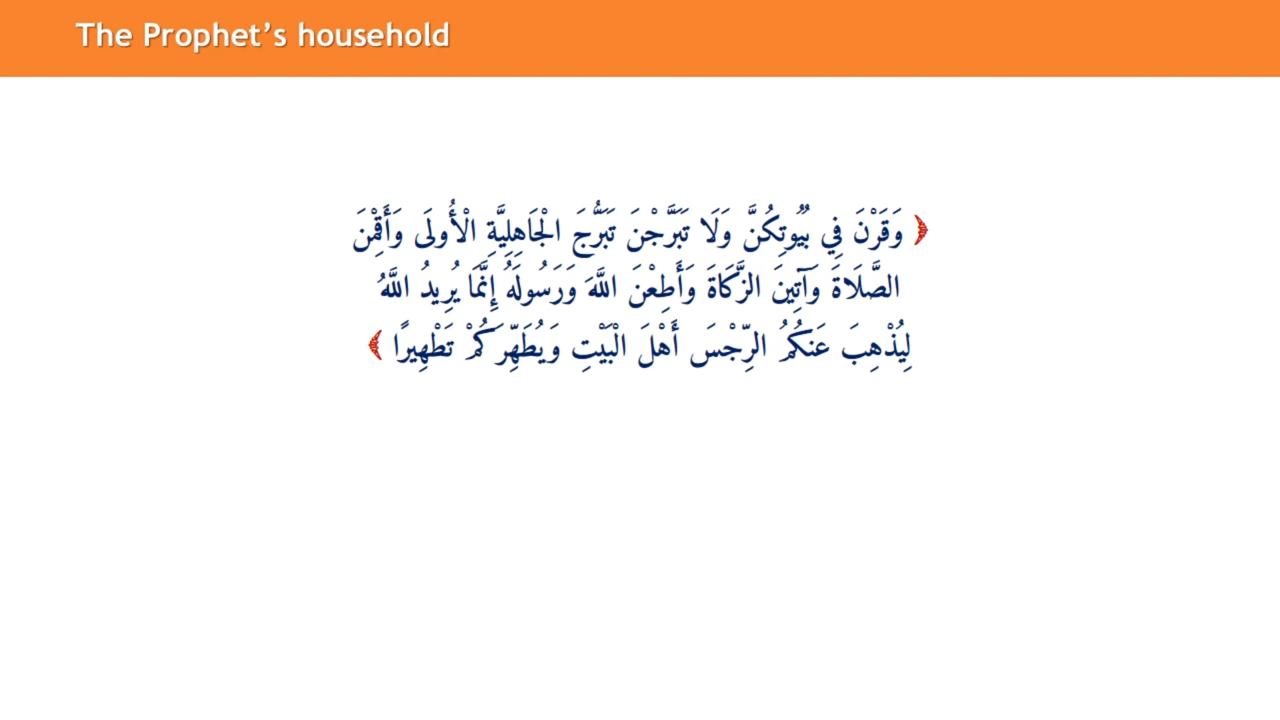 The Prophet’s household
﴿ وَقَرْنَ فِي بُيُوتِكُنَّ وَلَا تَبَرَّجْنَ تَبَرُّجَ الْجَاهِلِيَّةِ الْأُولَى وَأَقِمْنَ
الصَّلَاةَ وَآتِينَ الزَّكَاةَ وَأَطِعْنَ اللَّهَ وَرَسُولَهُ إِنَّمَا يُرِيدُ اللَّهُ
لِيُذْهِبَ عَنكُمُ الرِّجْسَ أَهْلَ الْبَيْتِ وَيُطَهِّرَكُمْ تَطْهِيرًا ﴾